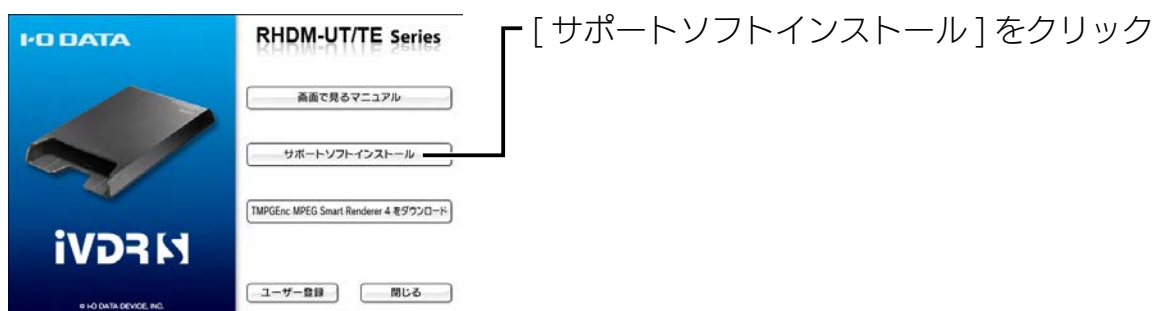 I·O DATA
RHDM-UT/TE Series
[ サポートソフトインストール ] をクリック
画面で見るマニュアル
サポートソフトインストール
TMPGEnc MPEG Smart Renderer 4 をダウンロード
iVDR S
ユーザー登録
閉じる
© I-O DATA DEVICE, INC.